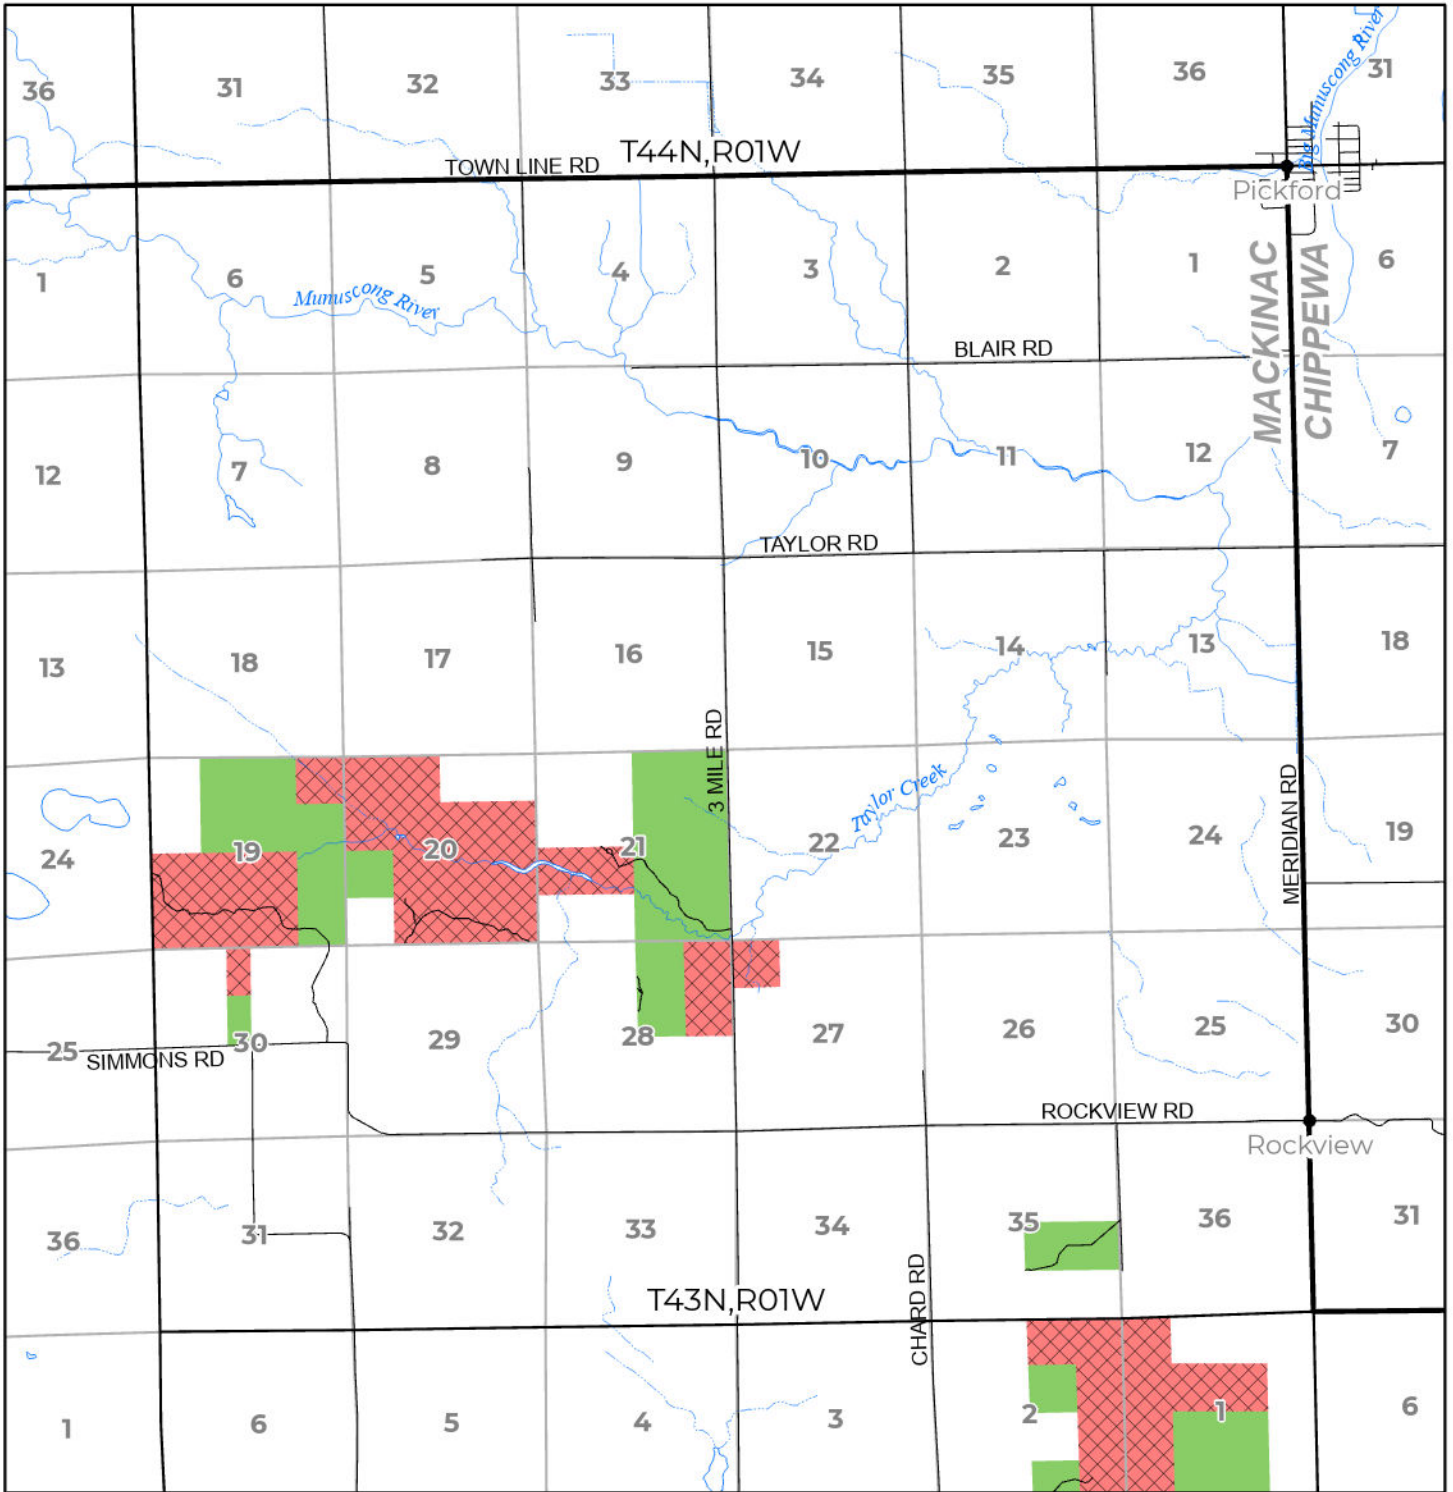 36 31 32 33 34 35 36 31
Big Munuscong River
T44N,R01W
TOWN LINE RD
Pickford
1 6 5 4 3 2 1 6
Munuscong River
MACKINAC
CHIPPEWA
BLAIR RD
12 7 8 9 10 11 12 7
TAYLOR RD
13 18 17 16 15 14 13 18
3 MILE RD
Taylor Creek
MERIDIAN RD
24 19 20 21 22 23 24 19
25 30 29 28 27 26 25 30
SIMMONS RD
ROCKVIEW RD
Rockview
36 31 32 33 34 35 36 31
T43N,R01W
CHARD RD
1 6 5 4 3 2 1 6